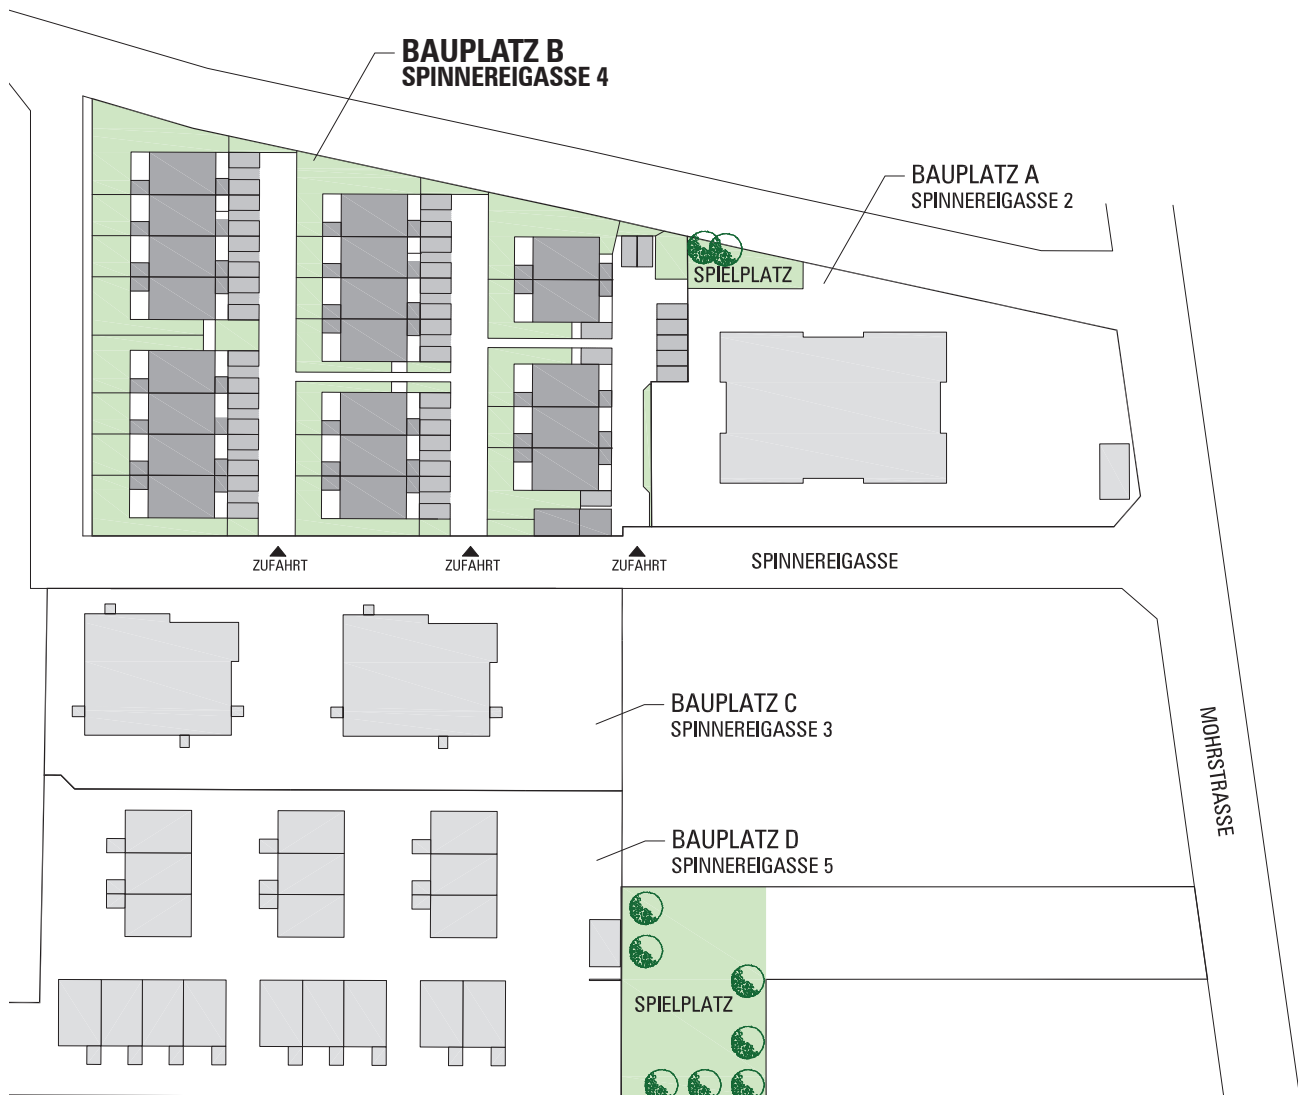 BAUPLATZ B
SPINNEREIGASSE 4
BAUPLATZ A
SPINNEREIGASSE 2
SPIELPLATZ
ZUFAHRT
ZUFAHRT
ZUFAHRT
SPINNEREIGASSE
BAUPLATZ C
SPINNEREIGASSE 3
MOHRSTRASSE
BAUPLATZ D
SPINNEREIGASSE 5
SPIELPLATZ